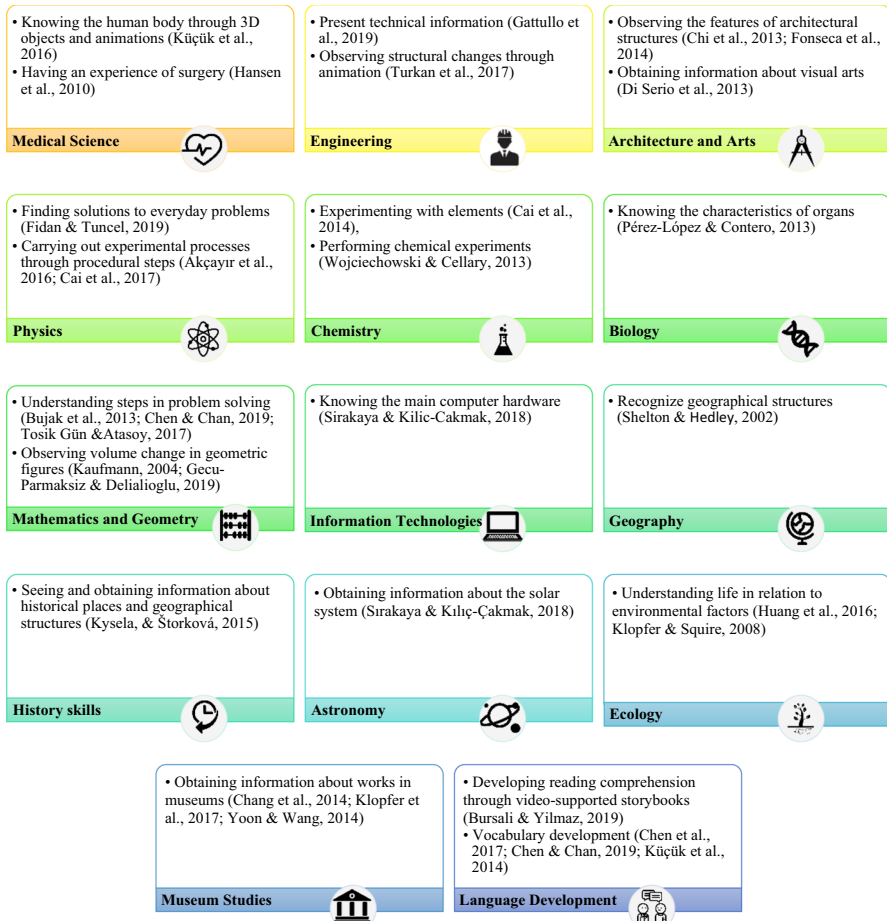 • Knowing the human body through 3D
objects and animations (Küçük et al.,
2016)
• Having an experience of surgery (Hansen
et al., 2010)
Medical Science
• Present technical information (Gattullo et
al., 2019)
• Observing structural changes through
animation (Turkan et al., 2017)
Engineering
• Observing the features of architectural
structures (Chi et al., 2013; Fonseca et al.,
2014)
• Obtaining information about visual arts
(Di Serio et al., 2013)
Architecture and Arts
• Finding solutions to everyday problems
(Fidan & Tuncel, 2019)
• Carrying out experimental processes
through procedural steps (Akçayır et al.,
2016; Cai et al., 2017)
Physics
• Experimenting with elements (Cai et al.,
2014),
• Performing chemical experiments
(Wojciechowski & Cellary, 2013)
Chemistry
• Knowing the characteristics of organs
(Pérez-López & Contero, 2013)
Biology
• Understanding steps in problem solving
(Bujak et al., 2013; Chen & Chan, 2019;
Tosik Gün &Atasoy, 2017)
• Observing volume change in geometric
figures (Kaufmann, 2004; Gecu-
Parmaksiz & Delialioglu, 2019)
Mathematics and Geometry
• Knowing the main computer hardware
(Sirakaya & Kilic-Cakmak, 2018)
Information Technologies
• Recognize geographical structures
(Shelton & Hedley, 2002)
Geography
• Seeing and obtaining information about
historical places and geographical
structures (Kysela, & Štorková, 2015)
History skills
• Obtaining information about the solar
system (Sırakaya & Kılıç-Çakmak, 2018)
Astronomy
• Understanding life in relation to
environmental factors (Huang et al., 2016;
Klopfer & Squire, 2008)
Ecology
• Obtaining information about works in
museums (Chang et al., 2014; Klopfer et
al., 2017; Yoon & Wang, 2014)
Museum Studies
• Developing reading comprehension
through video-supported storybooks
(Bursali & Yilmaz, 2019)
• Vocabulary development (Chen et al.,
2017; Chen & Chan, 2019; Küçük et al.,
2014)
Language Development